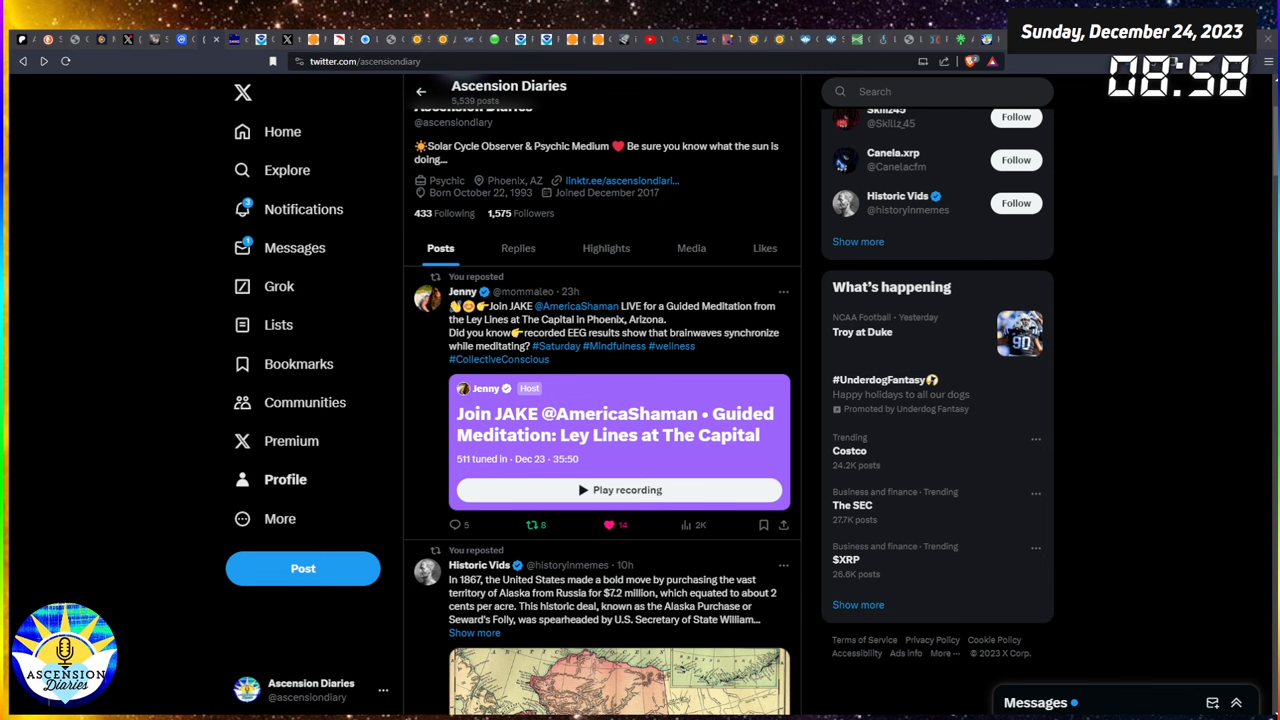 Sunday, December 24, 2023
08:58
twitter.com/ascensiondiary
Home
Explore
3
Notifications
1
Messages
Grok
Lists
Bookmarks
Communities
Premium
Profile
More
Post
ASCENSION
Diaries
Ascension Diaries
@ascensiondiary
Ascension Diaries
5,539 posts
Ascension Diaries
@ascensiondiary
☀️Solar Cycle Observer & Psychic Medium ❤️ Be sure you know what the sun is
doing...
Psychic Phoenix, AZ linktr.ee/ascensiondiari...
Born October 22, 1993 Joined December 2017
433 Following 1,575 Followers
Posts Replies Highlights Media Likes
You reposted
Jenny @mommaleo · 23h
👋😊👉Join JAKE @AmericaShaman LIVE for a Guided Meditation from
the Ley Lines at The Capital In Phoenix, Arizona.
Did you know👉recorded EEG results show that brainwaves synchronize
while meditating? #Saturday #Mindfulness #wellness
#CollectiveConscious
Jenny Host
Join JAKE @AmericaShaman • Guided
Meditation: Ley Lines at The Capital
511 tuned in · Dec 23 · 35:50
Play recording
5 8 14 2K
You reposted
Historic Vids @historyinmemes · 10h
In 1867, the United States made a bold move by purchasing the vast
territory of Alaska from Russia for $7.2 million, which equated to about 2
cents per acre. This historic deal, known as the Alaska Purchase or
Seward's Folly, was spearheaded by U.S. Secretary of State William...
Show more
Search
Skillz45
@Skillz_45
Follow
Canela.xrp
@Canelacfm
Follow
Historic Vids
@historyinmemes
Follow
Show more
What's happening
NCAA Football · Yesterday
Troy at Duke
#UnderdogFantasy
Happy holidays to all our dogs
Promoted by Underdog Fantasy
Trending
Costco
24.2K posts
Business and finance · Trending
The SEC
27.7K posts
Business and finance · Trending
$XRP
26.6K posts
Show more
Terms of Service Privacy Policy Cookie Policy
Accessibility Ads info More ··· © 2023 X Corp.
Messages